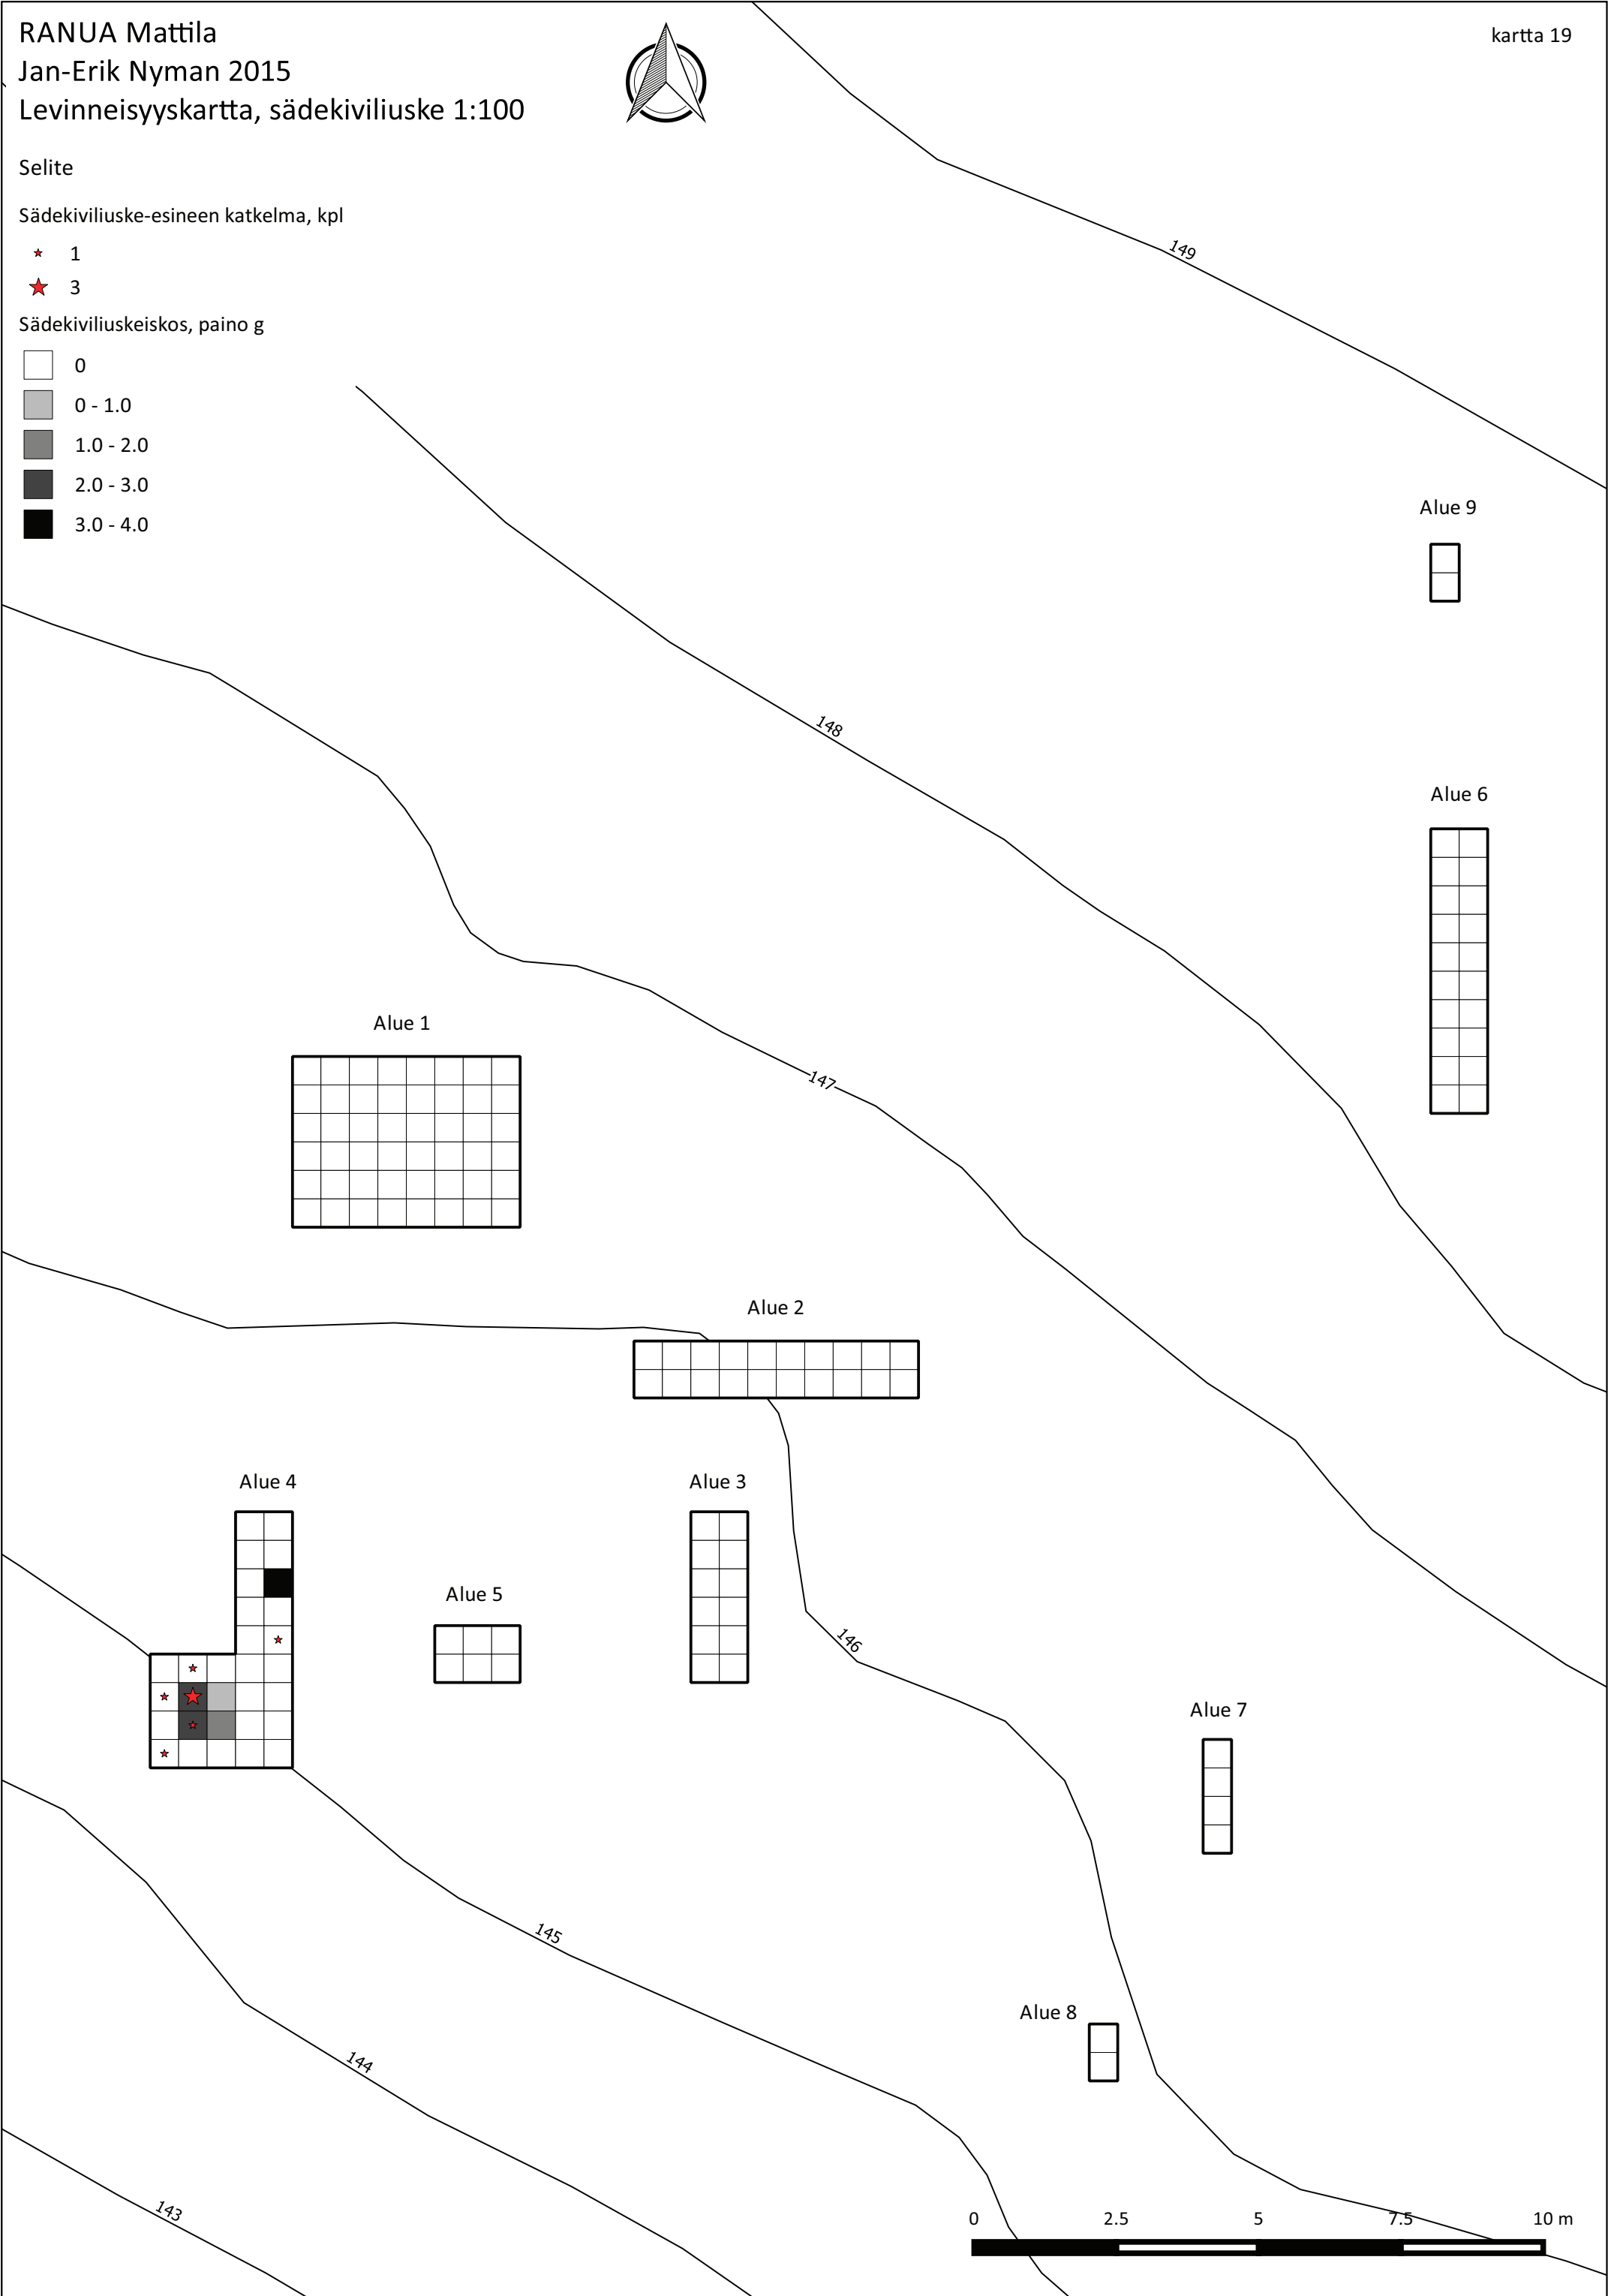 RANUA Mattila
Jan-Erik Nyman 2015
Levinneisyyskartta, sädekiviliuske 1:100
kartta 19
Selite
Sädekiviliuske-esineen katkelma, kpl
1
3
Sädekiviliuskeiskos, paino g
0
0 - 1.0
1.0 - 2.0
2.0 - 3.0
3.0 - 4.0
149
Alue 9
148
Alue 6
Alue 1
147
Alue 2
Alue 4
Alue 3
Alue 5
146
Alue 7
145
Alue 8
144
143
0 2.5 5 7.5 10 m